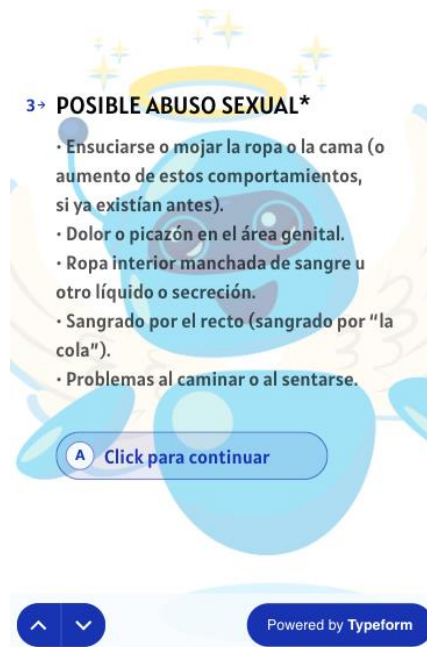 3→ POSIBLE ABUSO SEXUAL*
· Ensuciarse o mojar la ropa o la cama (o
aumento de estos comportamientos,
si ya existían antes).
· Dolor o picazón en el área genital.
· Ropa interior manchada de sangre u
otro líquido o secreción.
· Sangrado por el recto (sangrado por “la
cola”).
· Problemas al caminar o al sentarse.
A Click para continuar
Powered by Typeform